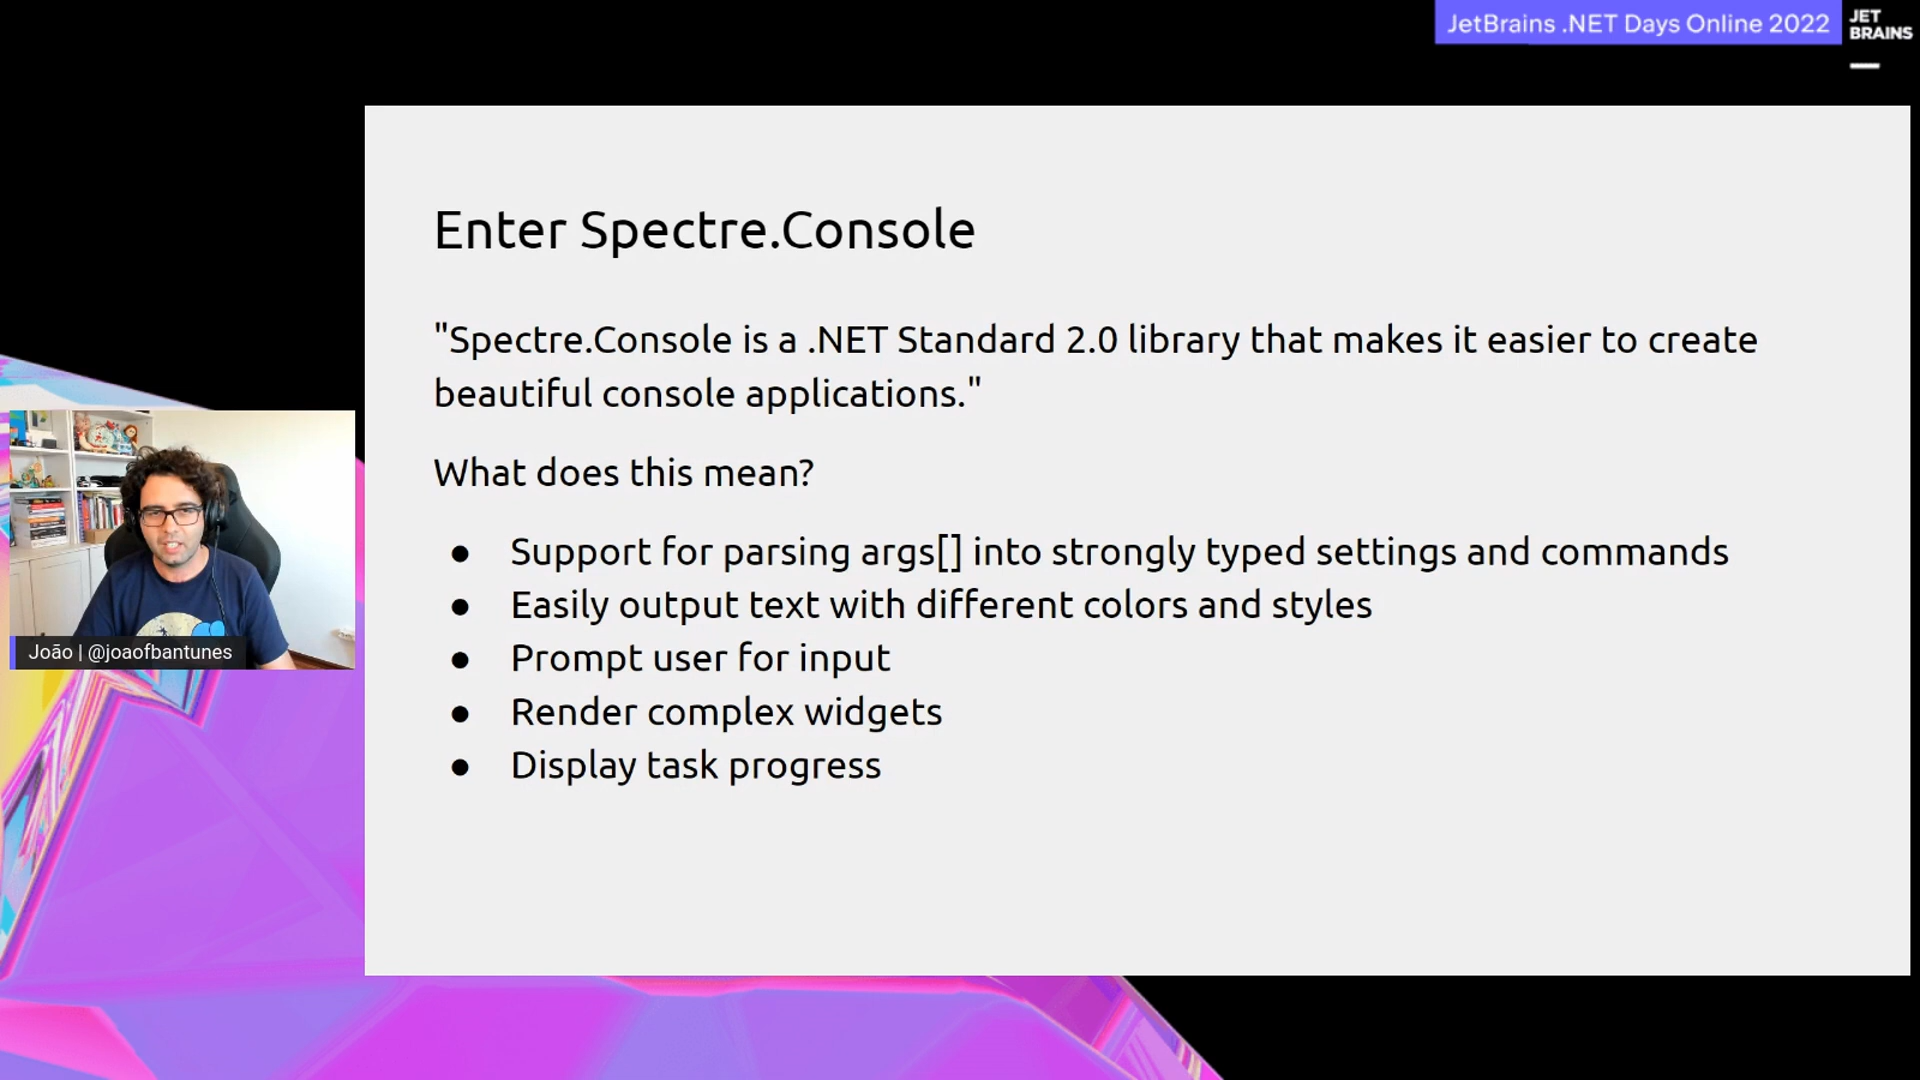 JetBrains .NET Days Online 2022
JET
BRAINS
Enter Spectre.Console
"Spectre.Console is a .NET Standard 2.0 library that makes it easier to create
beautiful console applications."
What does this mean?
● Support for parsing args[] into strongly typed settings and commands
● Easily output text with different colors and styles
● Prompt user for input
● Render complex widgets
● Display task progress
João | @joaofbantunes